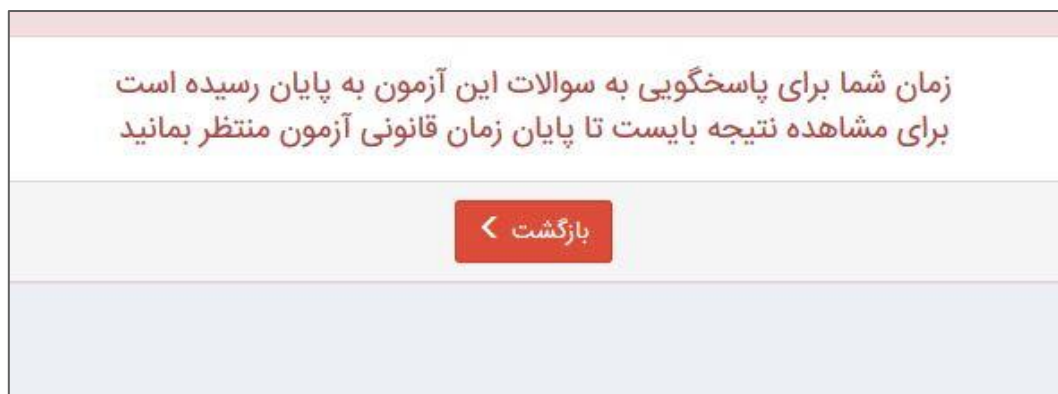 زمان شما برای پاسخگویی به سوالات این آزمون به پایان رسیده است
برای مشاهده نتیجه بایست تا پایان زمان قانونی آزمون منتظر بمانید
بازگشت